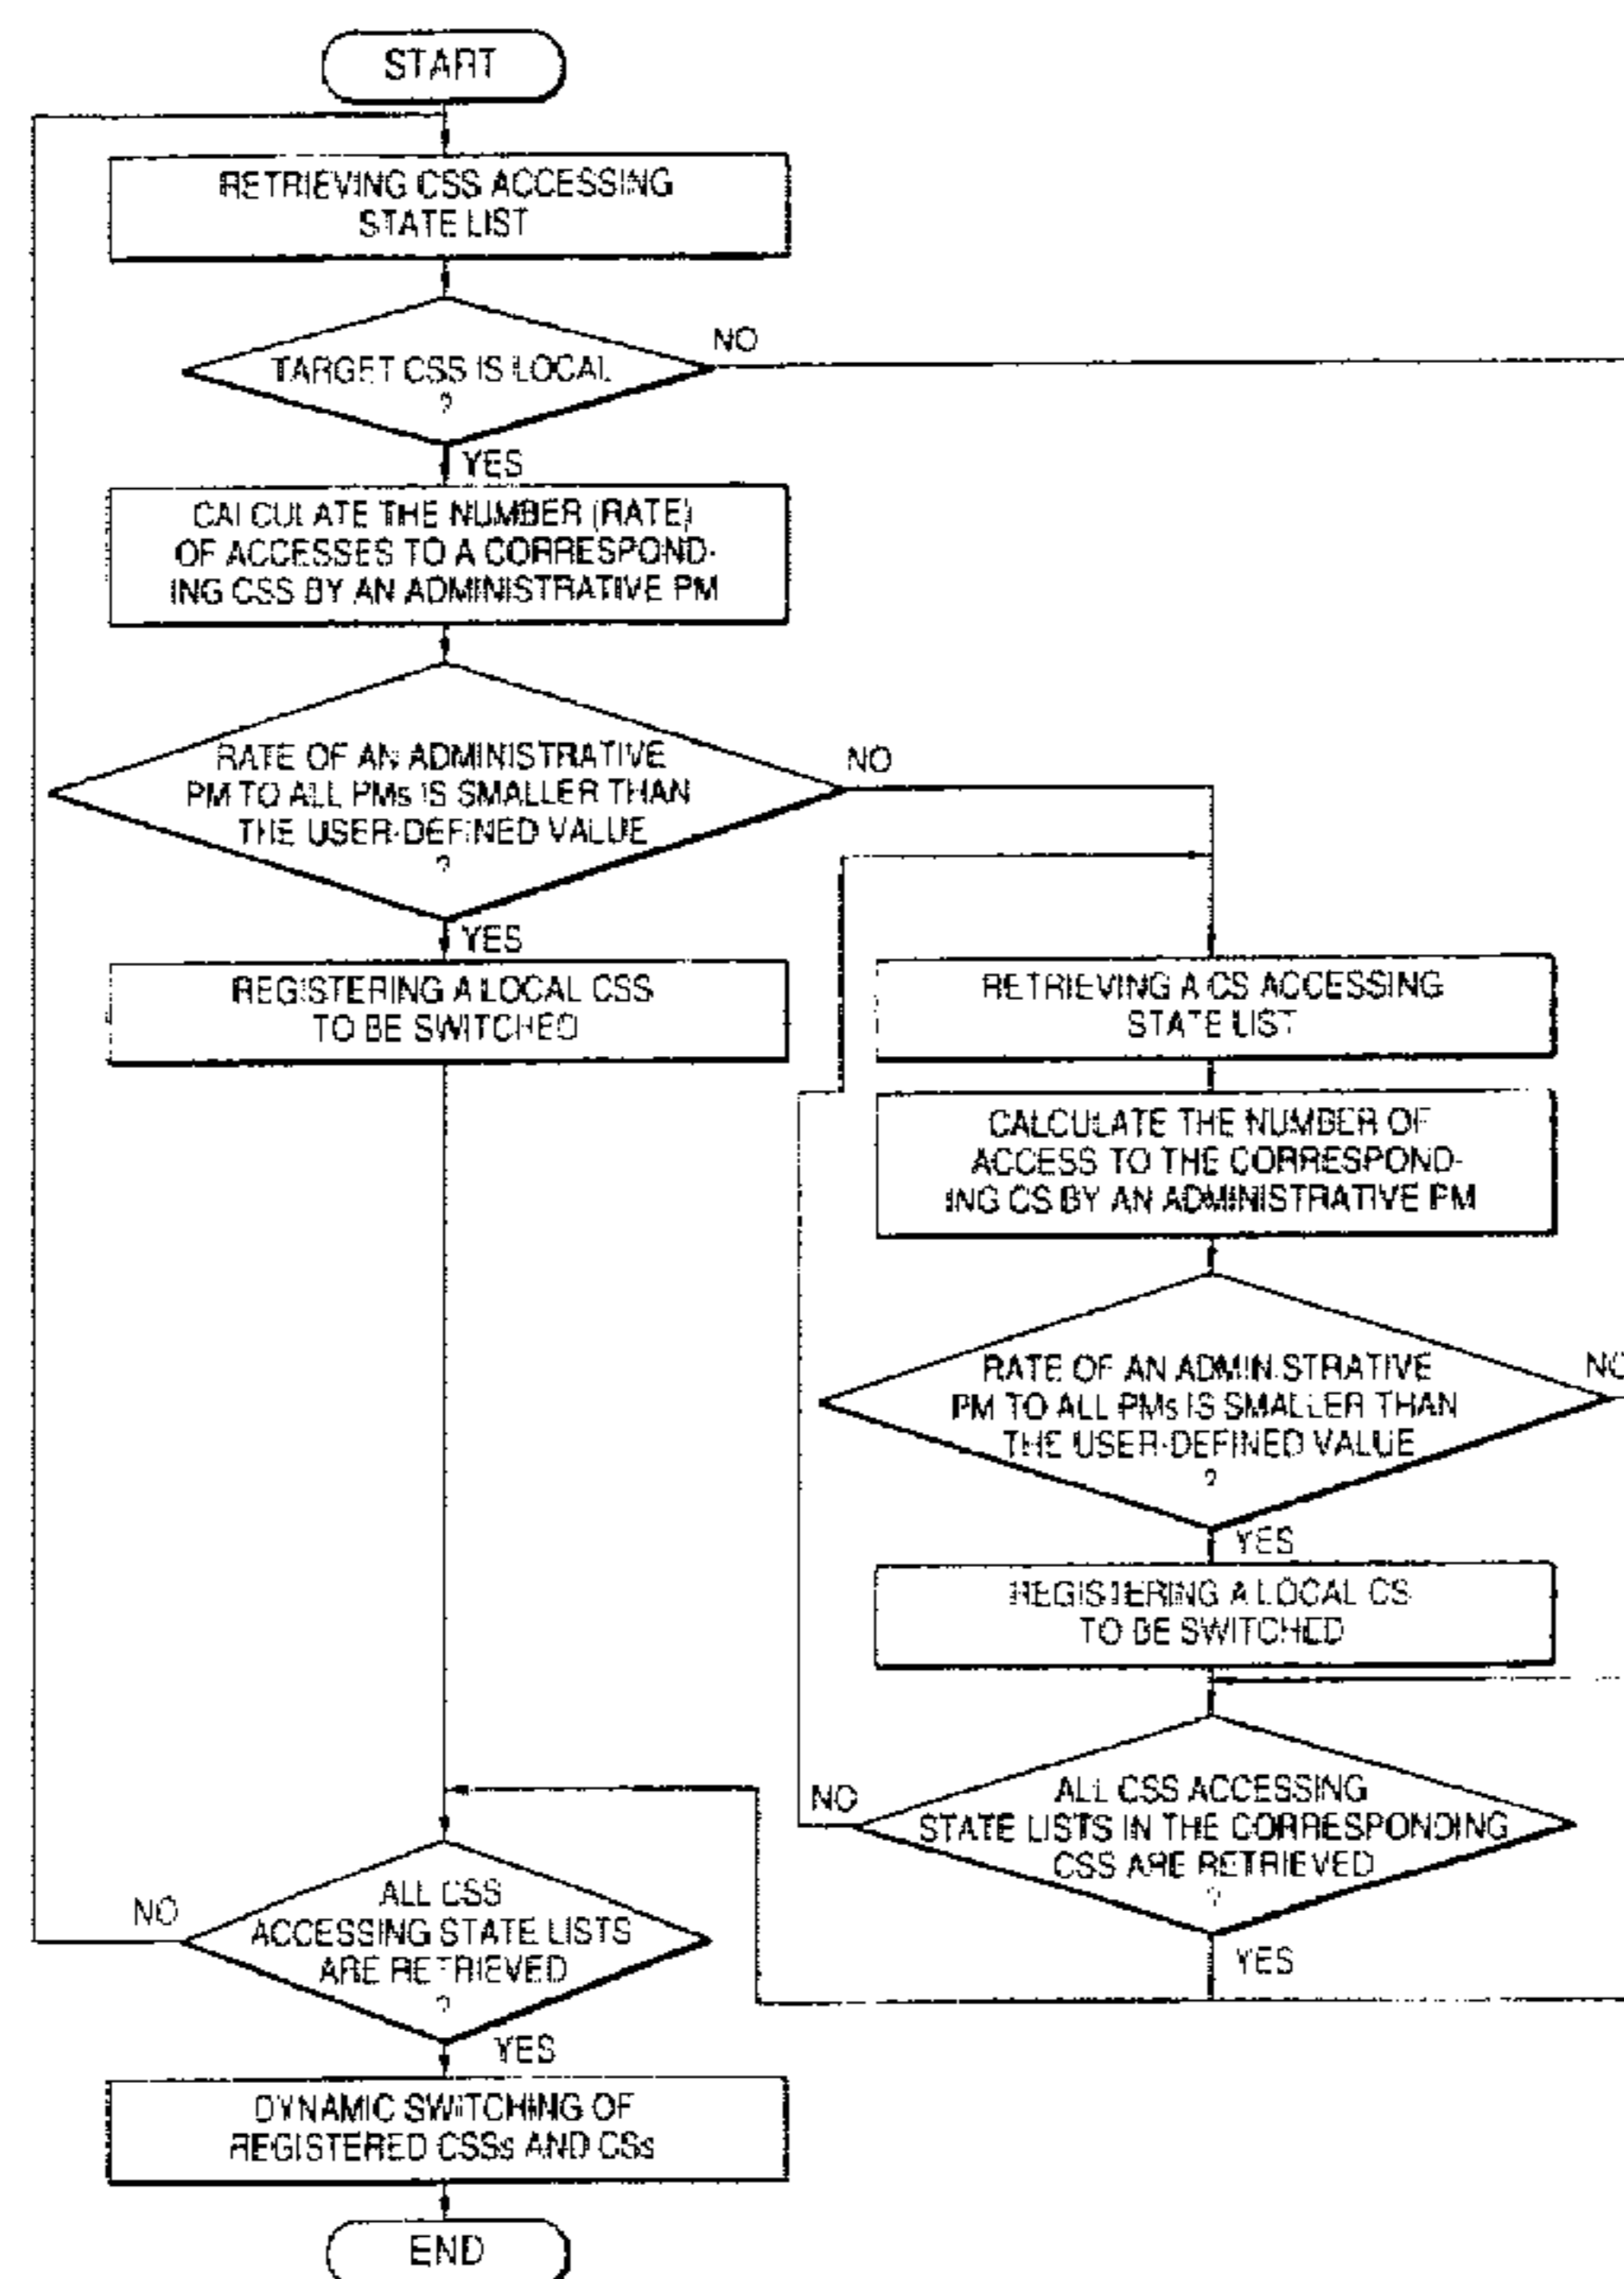 START
RETRIEVING CSS ACCESSING
STATE LIST
TARGET CSS IS LOCAL
?
NO
YES
CALCULATE THE NUMBER (RATE)
OF ACCESSES TO A CORRESPOND-
ING CSS BY AN ADMINISTRATIVE PM
RATE OF AN ADMINISTRATIVE
PM TO ALL PMs IS SMALLER THAN
THE USER-DEFINED VALUE
?
NO
YES
REGISTERING A LOCAL CSS
TO BE SWITCHED
RETRIEVING A CS ACCESSING
STATE LIST
CALCULATE THE NUMBER OF
ACCESS TO THE CORRESPOND-
ING CS BY AN ADMINISTRATIVE PM
RATE OF AN ADMINISTRATIVE
PM TO ALL PMs IS SMALLER THAN
THE USER-DEFINED VALUE
?
NO
YES
REGISTERING A LOCAL CS
TO BE SWITCHED
ALL CSS ACCESSING
STATE LISTS IN THE CORRESPONDING
CSS ARE RETRIEVED
?
NO
YES
ALL CSS
ACCESSING STATE LISTS
ARE RETRIEVED
?
NO
YES
DYNAMIC SWITCHING OF
REGISTERED CSSs AND CSs
END